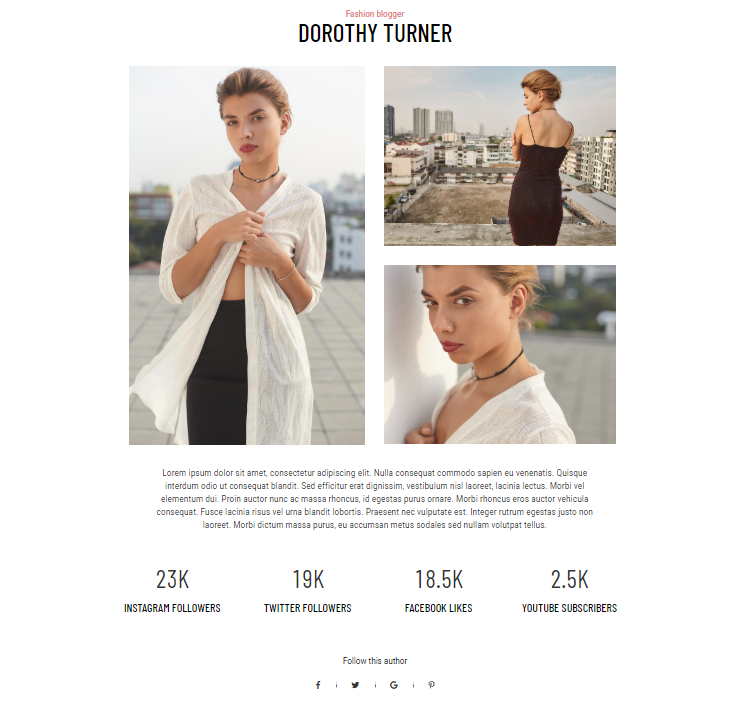 Fashion blogger
DOROTHY TURNER
Lorem ipsum dolor sit amet, consectetur adipiscing elit. Nulla consequat commodo sapien eu venenatis. Quisque
interdum odio ut consequat blandit. Sed efficitur erat dignissim, vestibulum nisl laoreet, lacinia lectus. Morbi vel
elementum dui. Proin auctor nunc ac massa rhoncus, id egestas purus ornare. Morbi rhoncus eros auctor vehicula
consequat. Fusce lacinia risus vel urna blandit lobortis. Praesent nec vulputate est. Integer rutrum egestas justo non
laoreet. Morbi dictum massa purus, eu accumsan metus sodales sed nullam volutpat tellus.
23K 19K 18.5K 2.5K
INSTAGRAM FOLLOWERS TWITTER FOLLOWERS FACEBOOK LIKES YOUTUBE SUBSCRIBERS
Follow this author